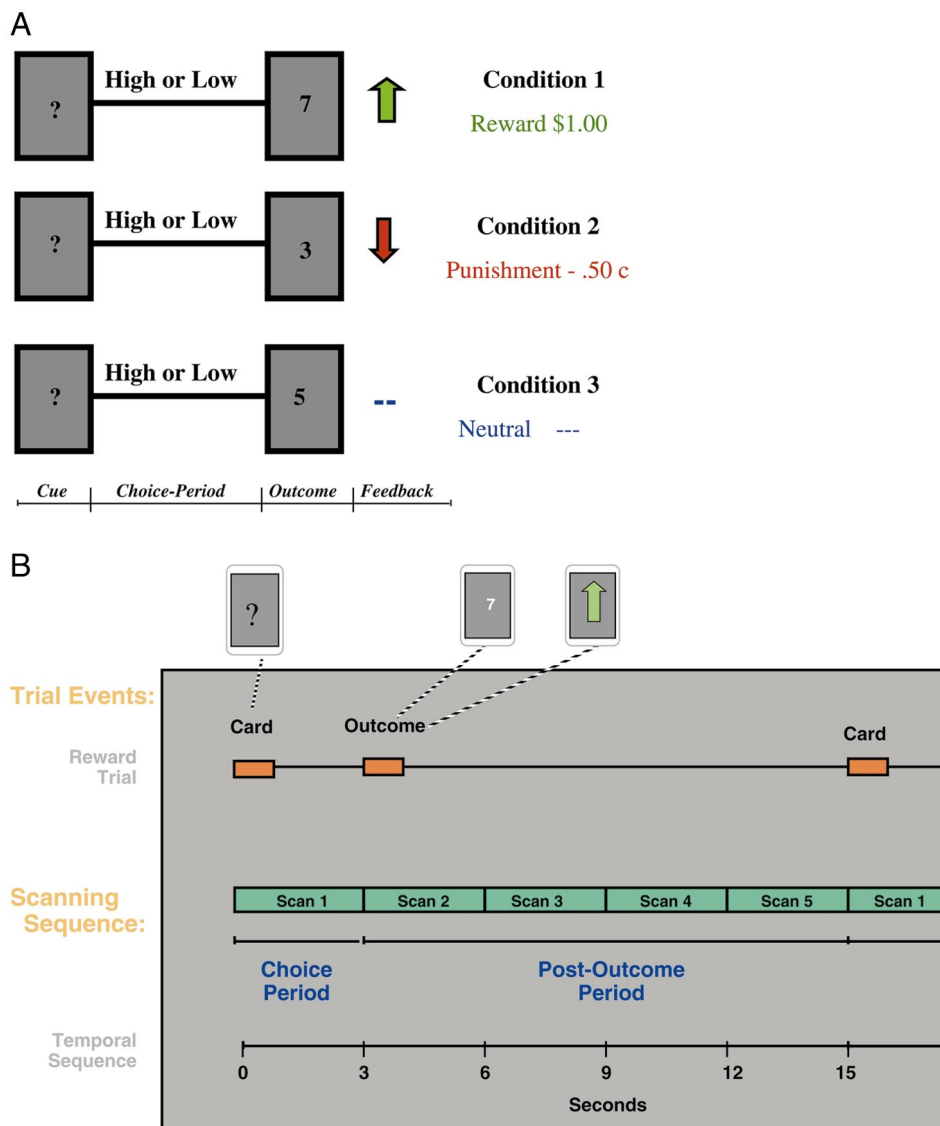 A
High or Low
?
7
Condition 1
Reward $1.00
High or Low
?
3
Condition 2
Punishment - .50 c
High or Low
?
5
--
Condition 3
Neutral ---
Cue Choice-Period Outcome Feedback
B
?
7
Trial Events:
Card
Outcome
Card
Reward
Trial
Scanning
Sequence:
Scan 1 Scan 2 Scan 3 Scan 4 Scan 5 Scan 1
Choice
Period
Post-Outcome
Period
Temporal
Sequence
0 3 6 9 12 15
Seconds